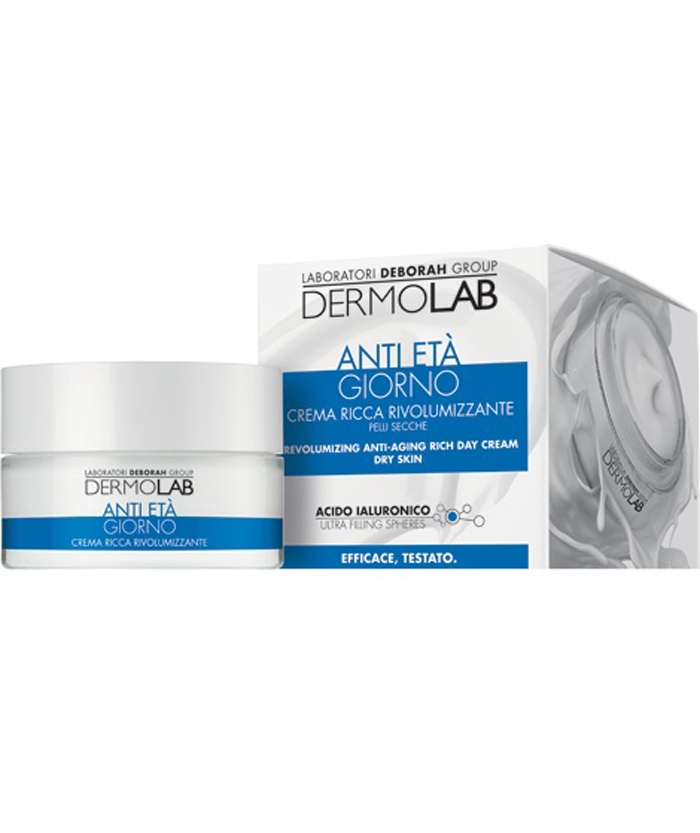 LABORATORI DEBORAH GROUP
DERMOLAB
ANTI ETÀ
GIORNO
CREMA RICCA RIVOLUMIZZANTE
PELLI SECCHE
REVOLUMIZING ANTI-AGING RICH DAY CREAM
DRY SKIN
ACIDO IALURONICO
ULTRA FILLING SPHERES
EFFICACE, TESTATO.
LABORATORI DEBORAH GROUP
DERMOLAB
ANTI ETÀ
GIORNO
CREMA RICCA RIVOLUMIZZANTE
DERMOLAB